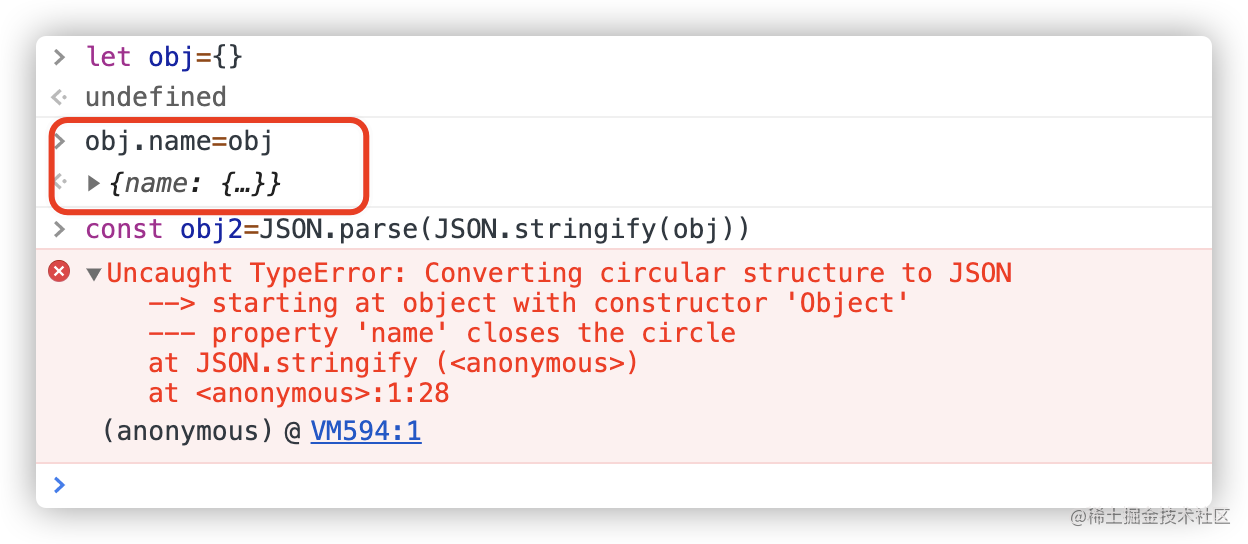 let obj={}
undefined
obj.name=obj
{name: {…}}
const obj2=JSON.parse(JSON.stringify(obj))
Uncaught TypeError: Converting circular structure to JSON
--> starting at object with constructor 'Object'
--- property 'name' closes the circle
at JSON.stringify (<anonymous>)
at <anonymous>:1:28
(anonymous) @ VM594:1
@稀土掘金技术社区